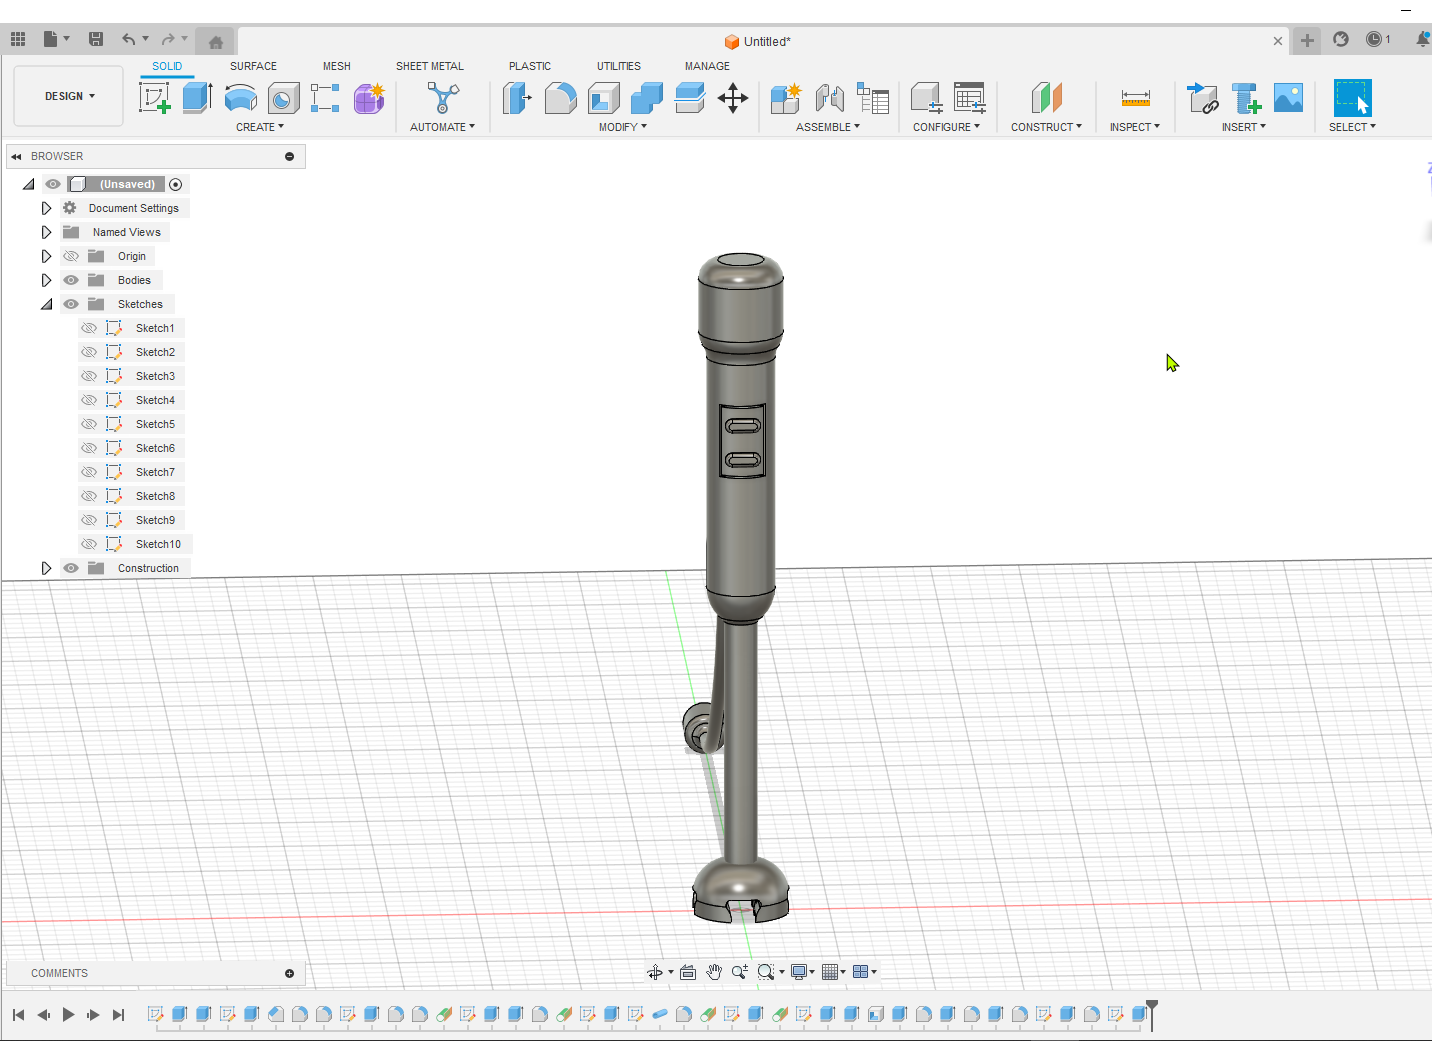 Untitled*
1
SOLID SURFACE MESH SHEET METAL PLASTIC UTILITIES MANAGE
DESIGN
CREATE AUTOMATE MODIFY ASSEMBLE CONFIGURE CONSTRUCT INSPECT INSERT SELECT
BROWSER
(Unsaved)
Document Settings
Named Views
Origin
Bodies
Sketches
Sketch1
Sketch2
Sketch3
Sketch4
Sketch5
Sketch6
Sketch7
Sketch8
Sketch9
Sketch10
Construction
Z
COMMENTS